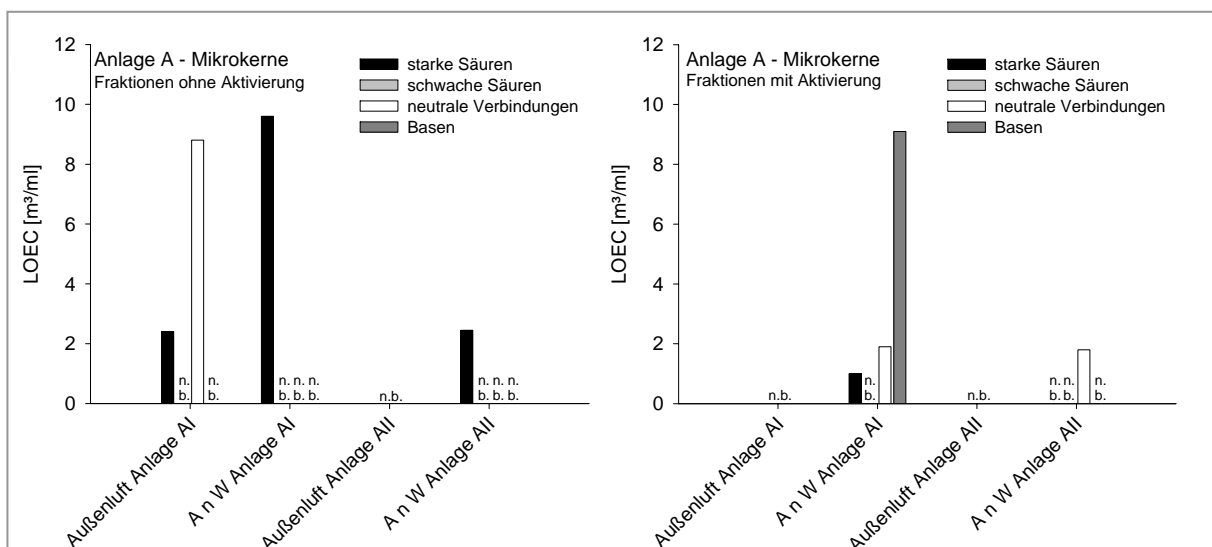 Anlage A - Mikrokerne
Fraktionen ohne Aktivierung
starke Säuren
schwache Säuren
neutrale Verbindungen
Basen
LOEC [m³/ml]
12
10
8
6
4
2
0
n. b.
n. b.
n. n. n.
b. b. b.
n.b.
n. n. n.
b. b. b.
Außenluft Anlage AI
A n W Anlage AI
Außenluft Anlage AII
A n W Anlage AII
Anlage A - Mikrokerne
Fraktionen mit Aktivierung
starke Säuren
schwache Säuren
neutrale Verbindungen
Basen
LOEC [m³/ml]
12
10
8
6
4
2
0
n.b.
n. b.
n.b.
n. n.
b. b.
n. b.
Außenluft Anlage AI
A n W Anlage AI
Außenluft Anlage AII
A n W Anlage AII